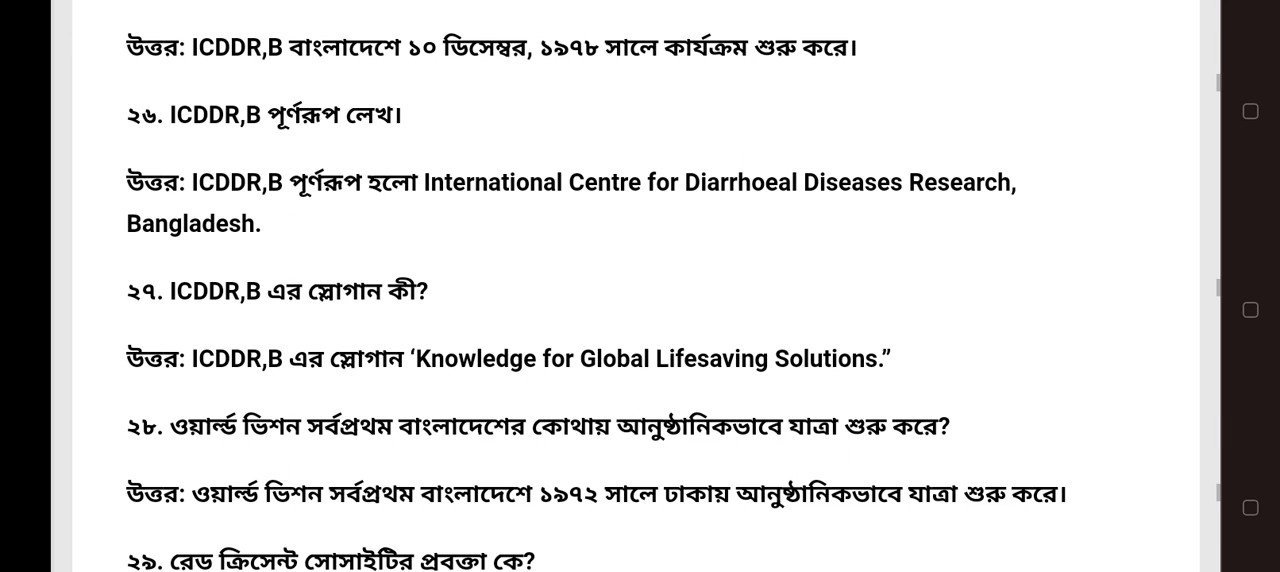 উত্তর: ICDDR,B বাংলাদেশে ১০ ডিসেম্বর, ১৯৭৮ সালে কার্যক্রম শুরু করে।
২৬. ICDDR,B পূর্ণরূপ লেখ।
উত্তর: ICDDR,B পূর্ণরূপ হলো International Centre for Diarrhoeal Diseases Research,
Bangladesh.
২৭. ICDDR,B এর স্লোগান কী?
উত্তর: ICDDR,B এর স্লোগান ‘Knowledge for Global Lifesaving Solutions.”
২৮. ওয়ার্ল্ড ভিশন সর্বপ্রথম বাংলাদেশের কোথায় আনুষ্ঠানিকভাবে যাত্রা শুরু করে?
উত্তর: ওয়ার্ল্ড ভিশন সর্বপ্রথম বাংলাদেশে ১৯৭২ সালে ঢাকায় আনুষ্ঠানিকভাবে যাত্রা শুরু করে।
২৯. রেড ক্রিসেন্ট সোসাইটির প্রবক্তা কে?